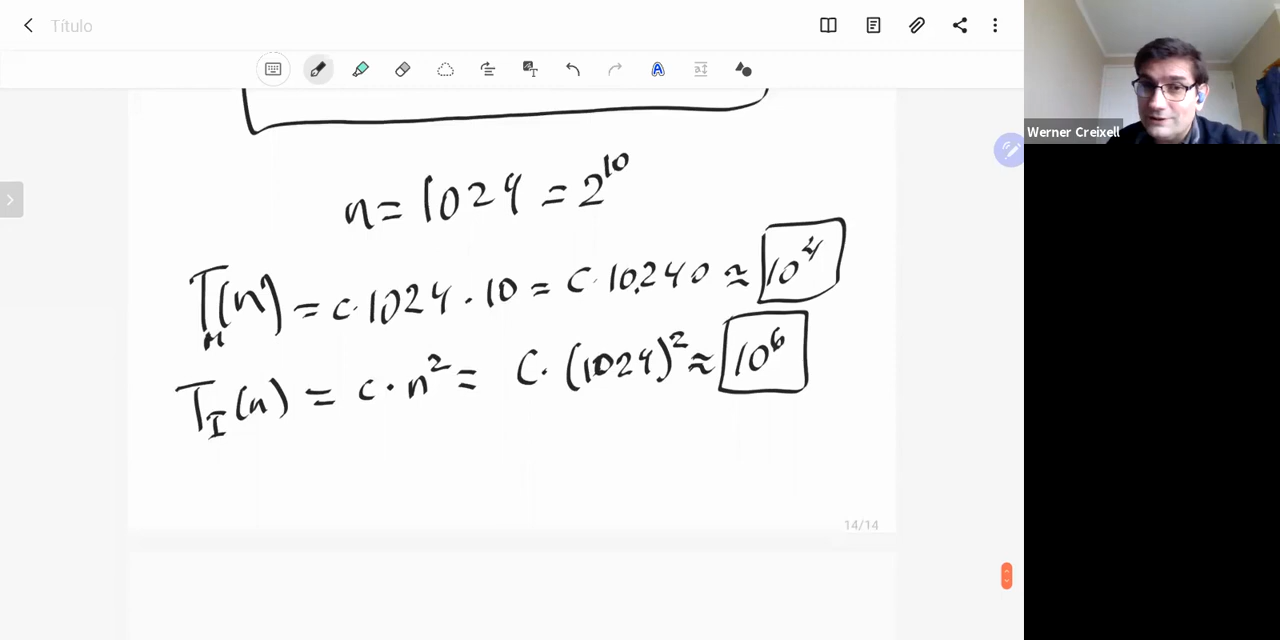 Título
Werner Creixell
n = 1024 = 2^10
T_M(n) = c · 1024 · 10 = c · 10.240 ≈ 10^4
T_I(n) = c · n^2 = C · (1024)^2 ≈ 10^6
14/14